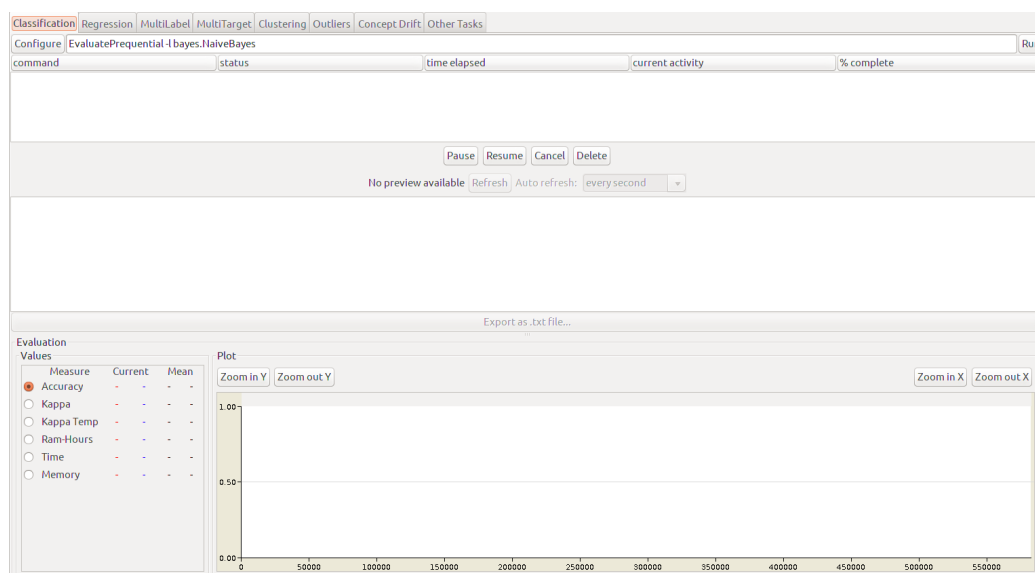 Classification Regression MultiLabel MultiTarget Clustering Outliers Concept Drift Other Tasks
Configure EvaluatePrequential -l bayes.NaiveBayes Ru
command status time elapsed current activity % complete
Pause Resume Cancel Delete
No preview available Refresh Auto refresh: every second
Export as .txt file...
Evaluation
Values
Measure Current Mean
Accuracy - - - -
Kappa - - - -
Kappa Temp - - - -
Ram-Hours - - - -
Time - - - -
Memory - - - -
Plot
Zoom in Y Zoom out Y Zoom in X Zoom out X
1.00
0.50
0.00
0 50000 100000 150000 200000 250000 300000 350000 400000 450000 500000 550000